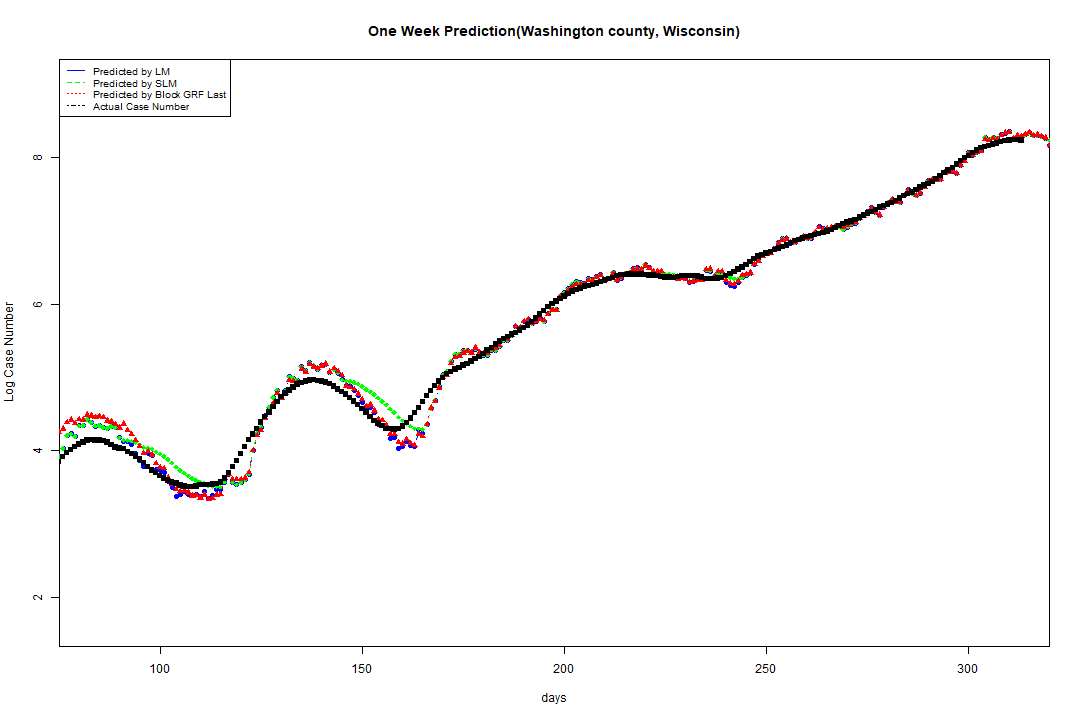 One Week Prediction(Washington county, Wisconsin)
Predicted by LM
Predicted by SLM
Predicted by Block GRF Last
Actual Case Number
Log Case Number
8
6
4
2
100 150 200 250 300
days